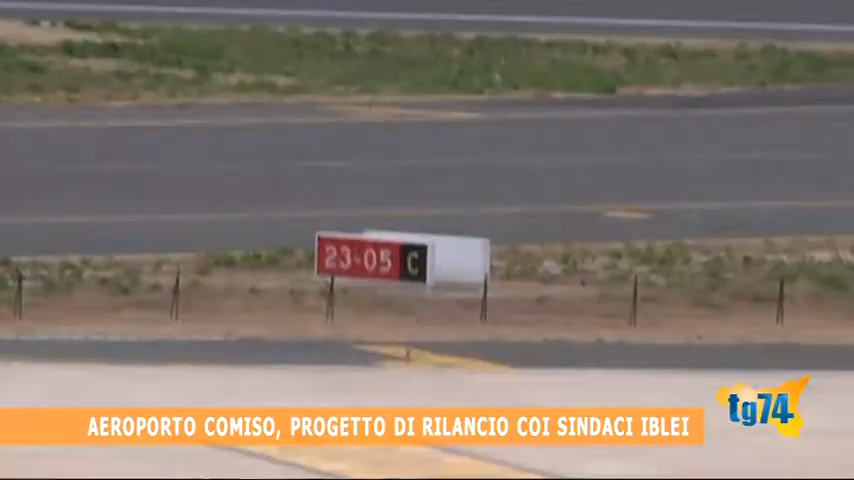 23-05 C
tg74
AEROPORTO COMISO, PROGETTO DI RILANCIO COI SINDACI IBLEI